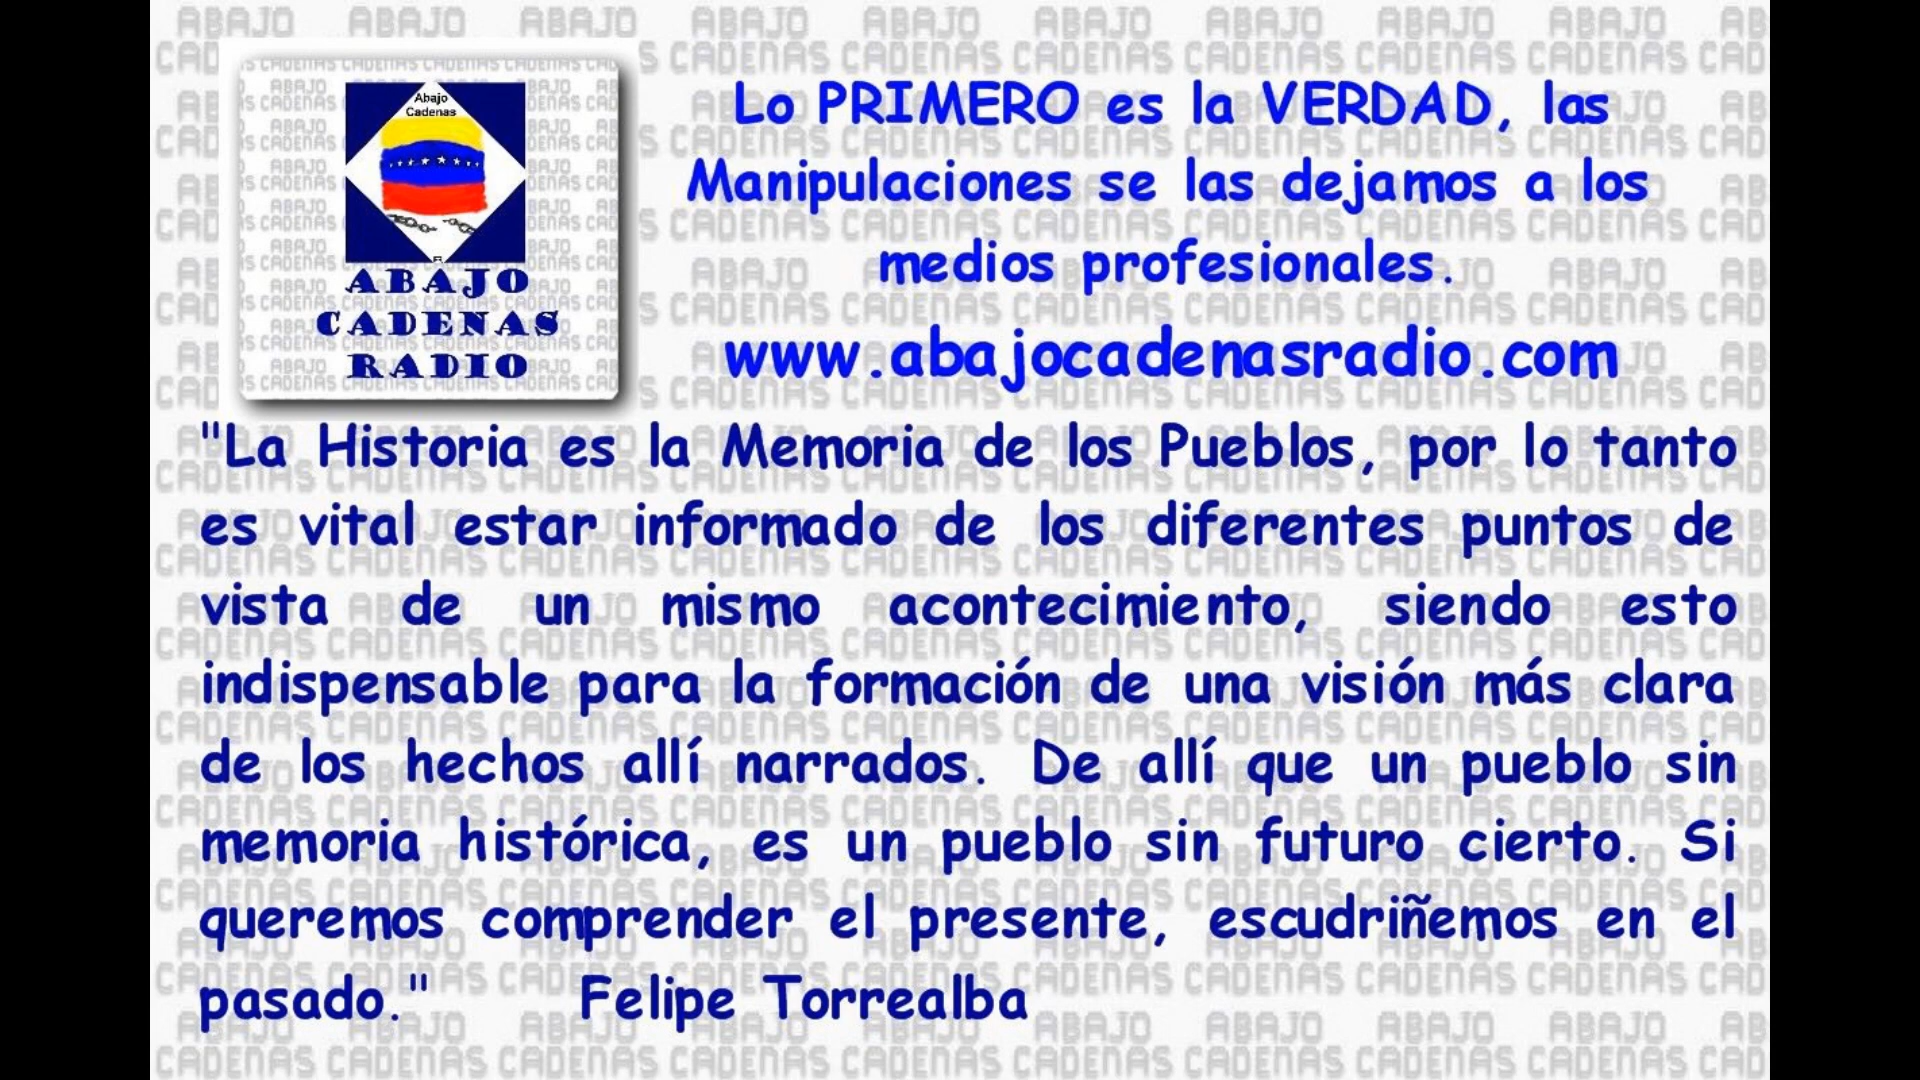 Abajo
Cadenas
ABAJO
CADENAS
RADIO
Lo PRIMERO es la VERDAD, las
Manipulaciones se las dejamos a los
medios profesionales.
www.abajocadenasradio.com
"La Historia es la Memoria de los Pueblos, por lo tanto
es vital estar informado de los diferentes puntos de
vista de un mismo acontecimiento, siendo esto
indispensable para la formación de una visión más clara
de los hechos allí narrados. De allí que un pueblo sin
memoria histórica, es un pueblo sin futuro cierto. Si
queremos comprender el presente, escudriñemos en el
pasado." Felipe Torrealba